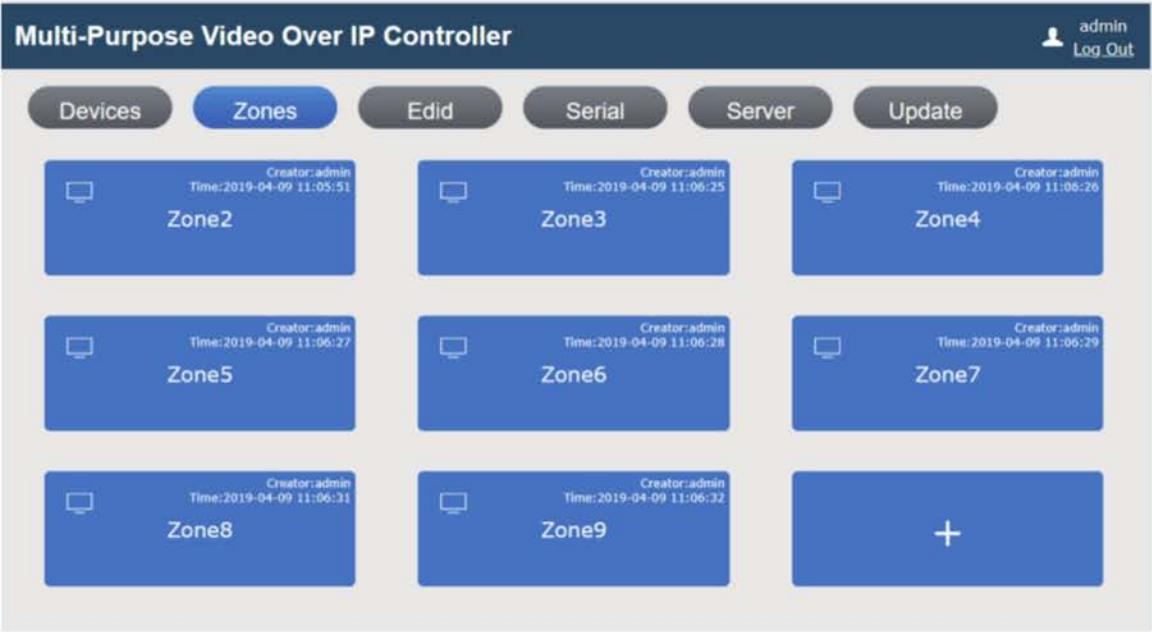 Multi-Purpose Video Over IP Controller
admin
Log Out
Devices
Zones
Edid
Serial
Server
Update
Creator:admin
Time:2019-04-09 11:05:51
Zone2
Creator:admin
Time:2019-04-09 11:06:25
Zone3
Creator:admin
Time:2019-04-09 11:06:26
Zone4
Creator:admin
Time:2019-04-09 11:06:27
Zone5
Creator:admin
Time:2019-04-09 11:06:28
Zone6
Creator:admin
Time:2019-04-09 11:06:29
Zone7
Creator:admin
Time:2019-04-09 11:06:31
Zone8
Creator:admin
Time:2019-04-09 11:06:32
Zone9
+